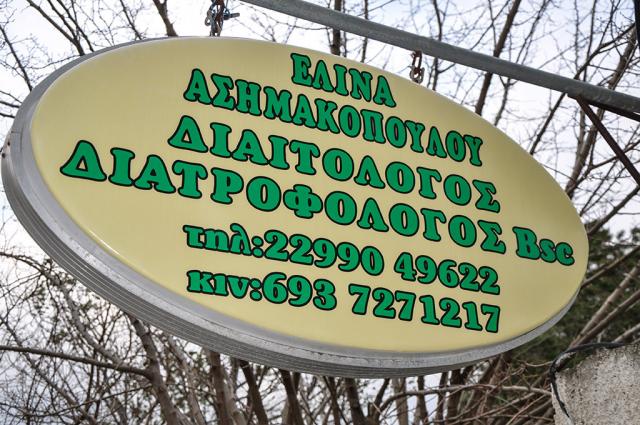 ΕΛΙΝΑ
ΑΣΗΜΑΚΟΠΟΥΛΟΥ
ΔΙΑΙΤΟΛΟΓΟΣ
ΔΙΑΤΡΟΦΟΛΟΓΟΣ Bsc
τηλ:22990 49622
κιν:693 7271217